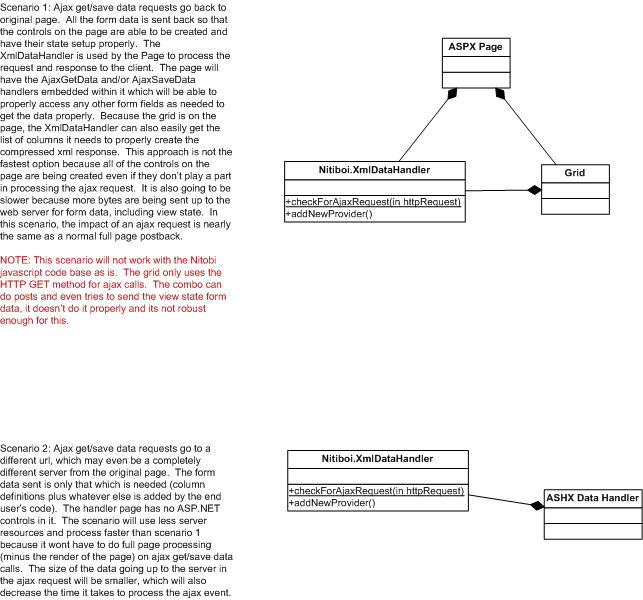 Scenario 1: Ajax get/save data requests go back to
original page.  All the form data is sent back so that
the controls on the page are able to be created and
have their state setup properly.  The
XmlDataHandler is used by the Page to process the
request and response to the client.  The page will
have the AjaxGetData and/or AjaxSaveData
handlers embedded within it which will be able to
properly access any other form fields as needed to
get the data properly.  Because the grid is on the
page, the XmlDataHandler can also easily get the
list of columns it needs to properly create the
compressed xml response.  This approach is not the
fastest option because all of the controls on the
page are being created even if they don't play a part
in processing the ajax request.  It is also going to be
slower because more bytes are being sent up to the
web server for form data, including view state.  In
this scenario, the impact of an ajax request is nearly
the same as a normal full page postback.
NOTE: This scenario will not work with the Nitobi
javascript code base as is.  The grid only uses the
HTTP GET method for ajax calls.  The combo can
do posts and even tries to send the view state form
data, it doesn't do it properly and its not robust
enough for this.
ASPX Page
Nitiboi.XmlDataHandler
+checkForAjaxRequest(in httpRequest)
+addNewProvider()
Grid
Scenario 2: Ajax get/save data requests go to a
different url, which may even be a completely
different server from the original page.  The form
data sent is only that which is needed (column
definitions plus whatever else is added by the end
user's code).  The handler page has no ASP.NET
controls in it.  The scenario will use less server
resources and process faster than scenario 1
because it wont have to do full page processing
(minus the render of the page) on ajax get/save data
calls.  The size of the data going up to the server in
the ajax request will be smaller, which will also
decrease the time it takes to process the ajax event.
Nitiboi.XmlDataHandler
+checkForAjaxRequest(in httpRequest)
+addNewProvider()
ASHX Data Handler